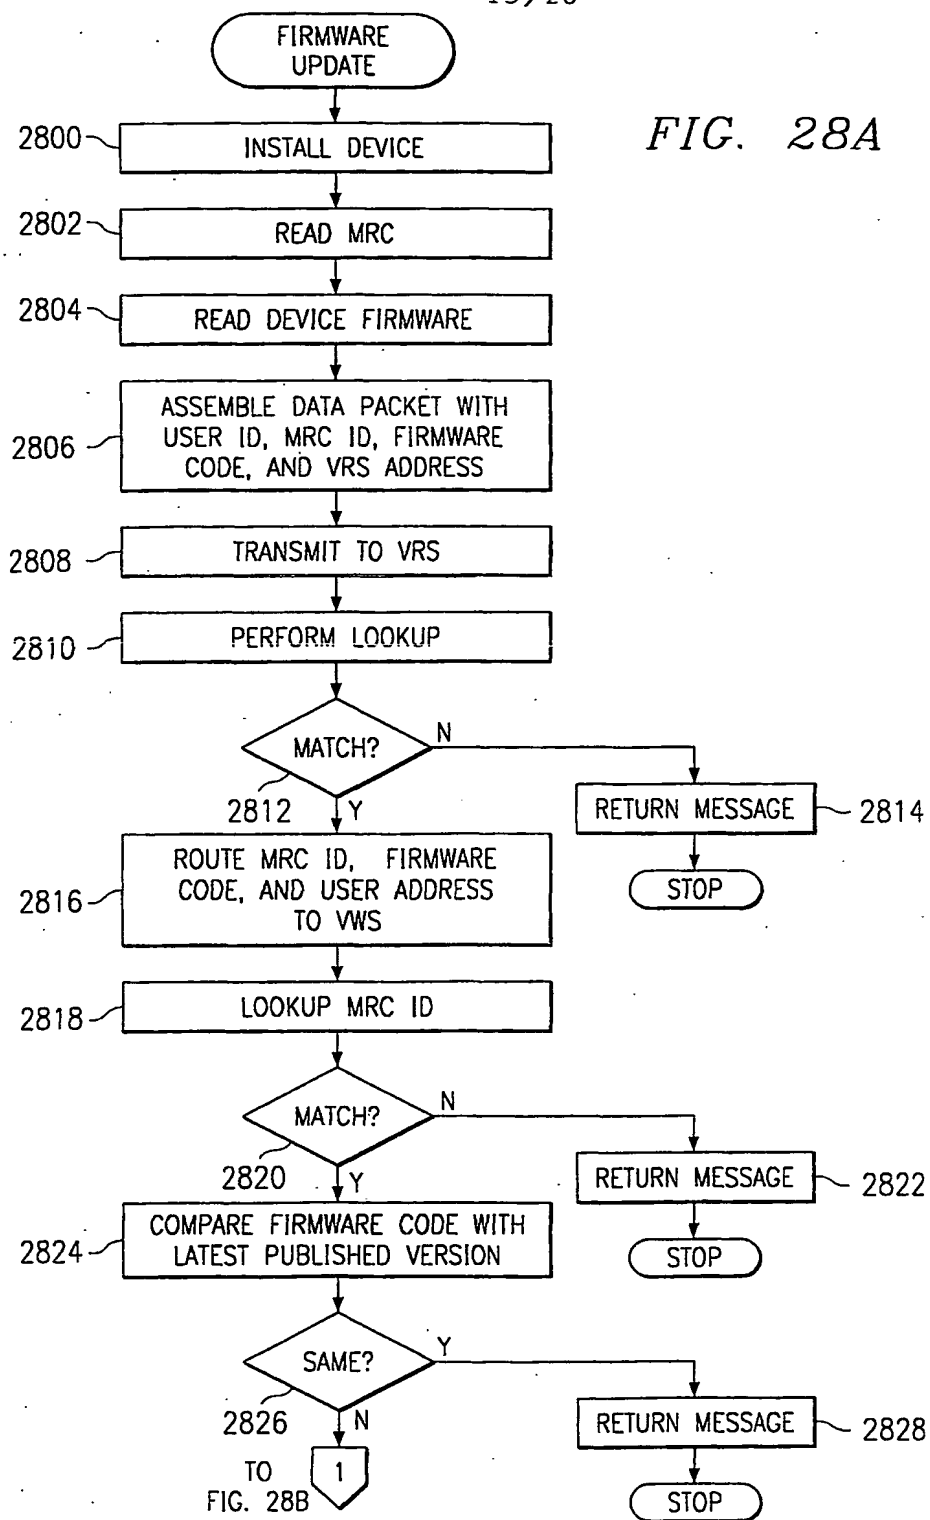 FIRMWARE
UPDATE
FIG. 28A
2800
INSTALL DEVICE
2802
READ MRC
2804
READ DEVICE FIRMWARE
2806
ASSEMBLE DATA PACKET WITH
USER ID, MRC ID, FIRMWARE
CODE, AND VRS ADDRESS
2808
TRANSMIT TO VRS
2810
PERFORM LOOKUP
MATCH?
N
2812
Y
RETURN MESSAGE
2814
STOP
2816
ROUTE MRC ID, FIRMWARE
CODE, AND USER ADDRESS
TO VWS
2818
LOOKUP MRC ID
MATCH?
N
2820
Y
RETURN MESSAGE
2822
STOP
2824
COMPARE FIRMWARE CODE WITH
LATEST PUBLISHED VERSION
SAME?
Y
2826
N
RETURN MESSAGE
2828
STOP
TO
FIG. 28B
1